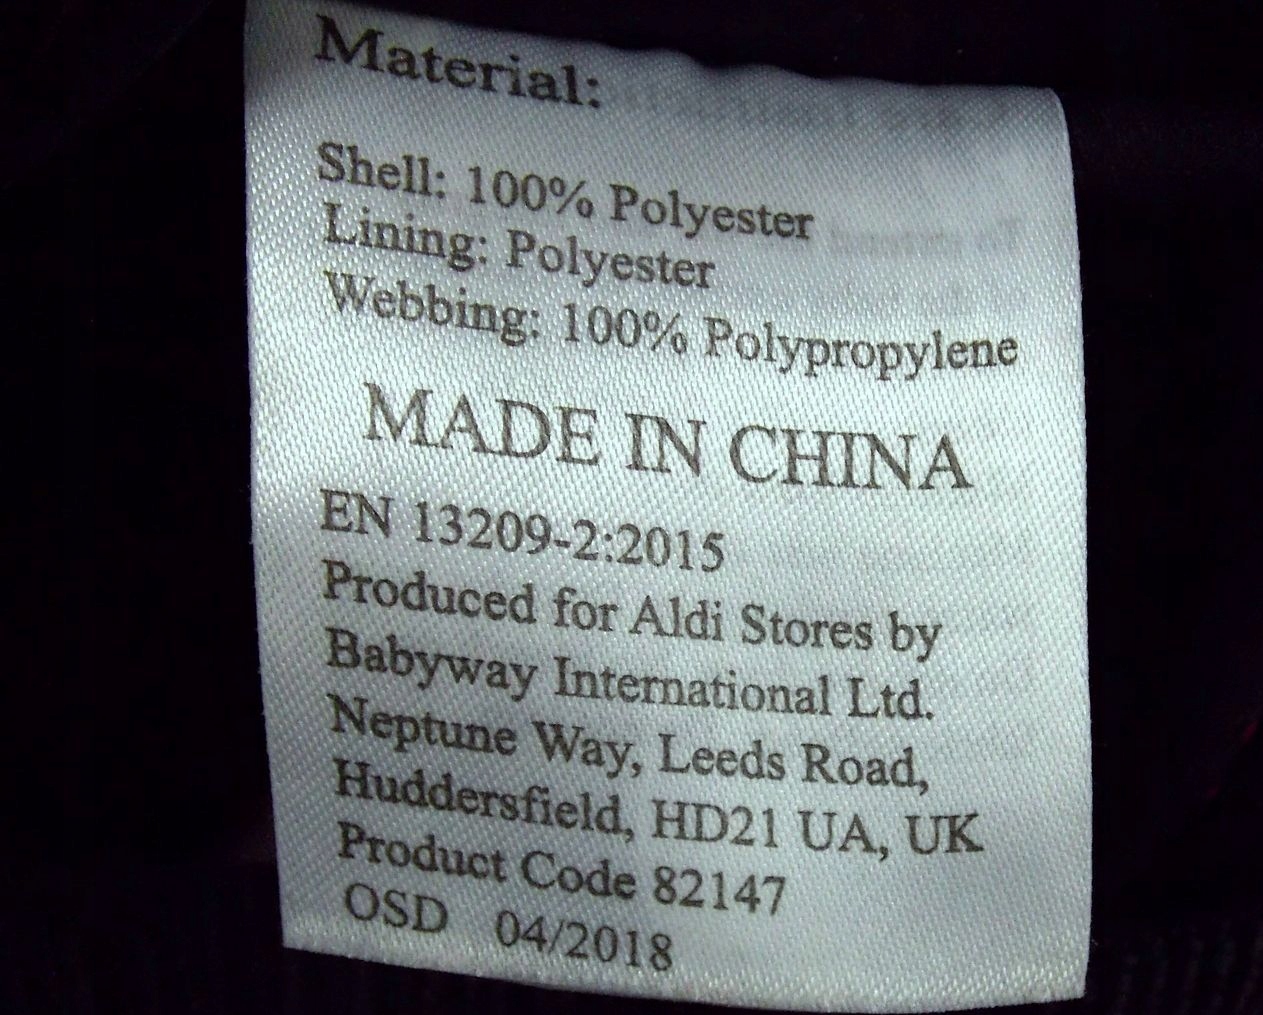 Material:
Shell: 100% Polyester
Lining: Polyester
Webbing: 100% Polypropylene
MADE IN CHINA
EN 13209-2:2015
Produced for Aldi Stores by
Babyway International Ltd.
Neptune Way, Leeds Road,
Huddersfield, HD21 UA, UK
Product Code 82147
OSD 04/2018